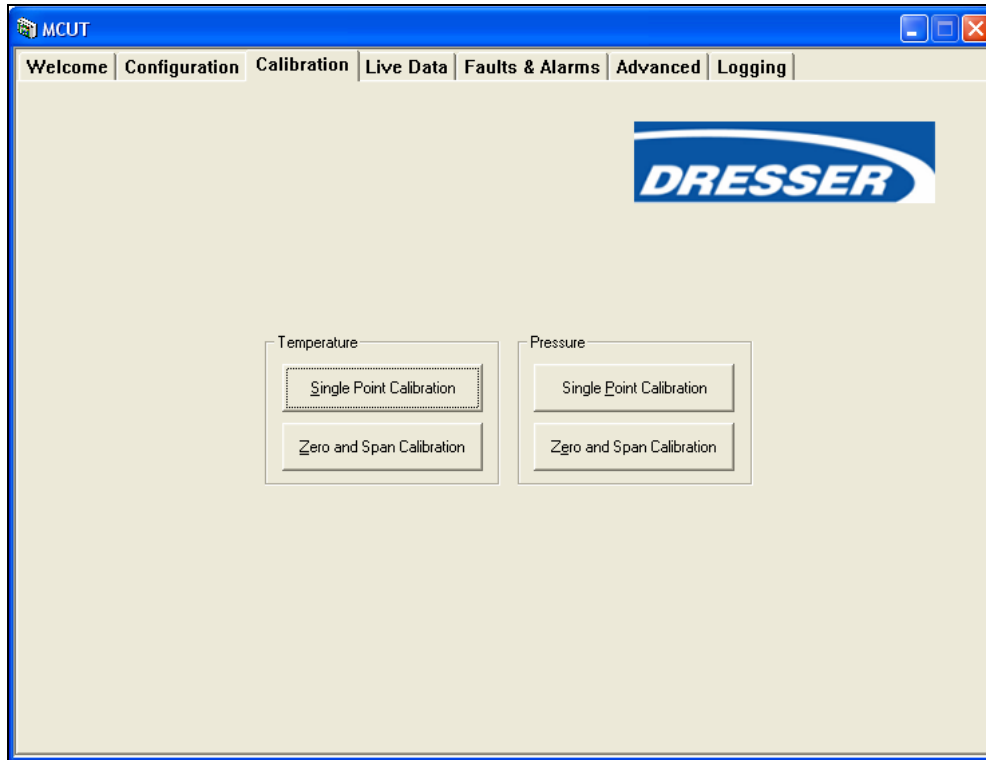 MCUT
Welcome Configuration Calibration Live Data Faults & Alarms Advanced Logging
DRESSER
Temperature
Single Point Calibration
Zero and Span Calibration
Pressure
Single Point Calibration
Zero and Span Calibration